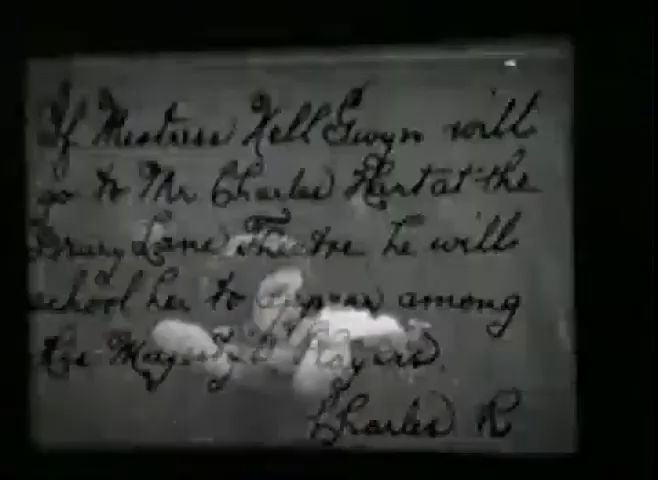 If Mistress Nell Gwyn will
go to Mr Charles Hart at the
Drury Lane Theatre he will
school her to appear among
His Majesty's Players.
Charles R